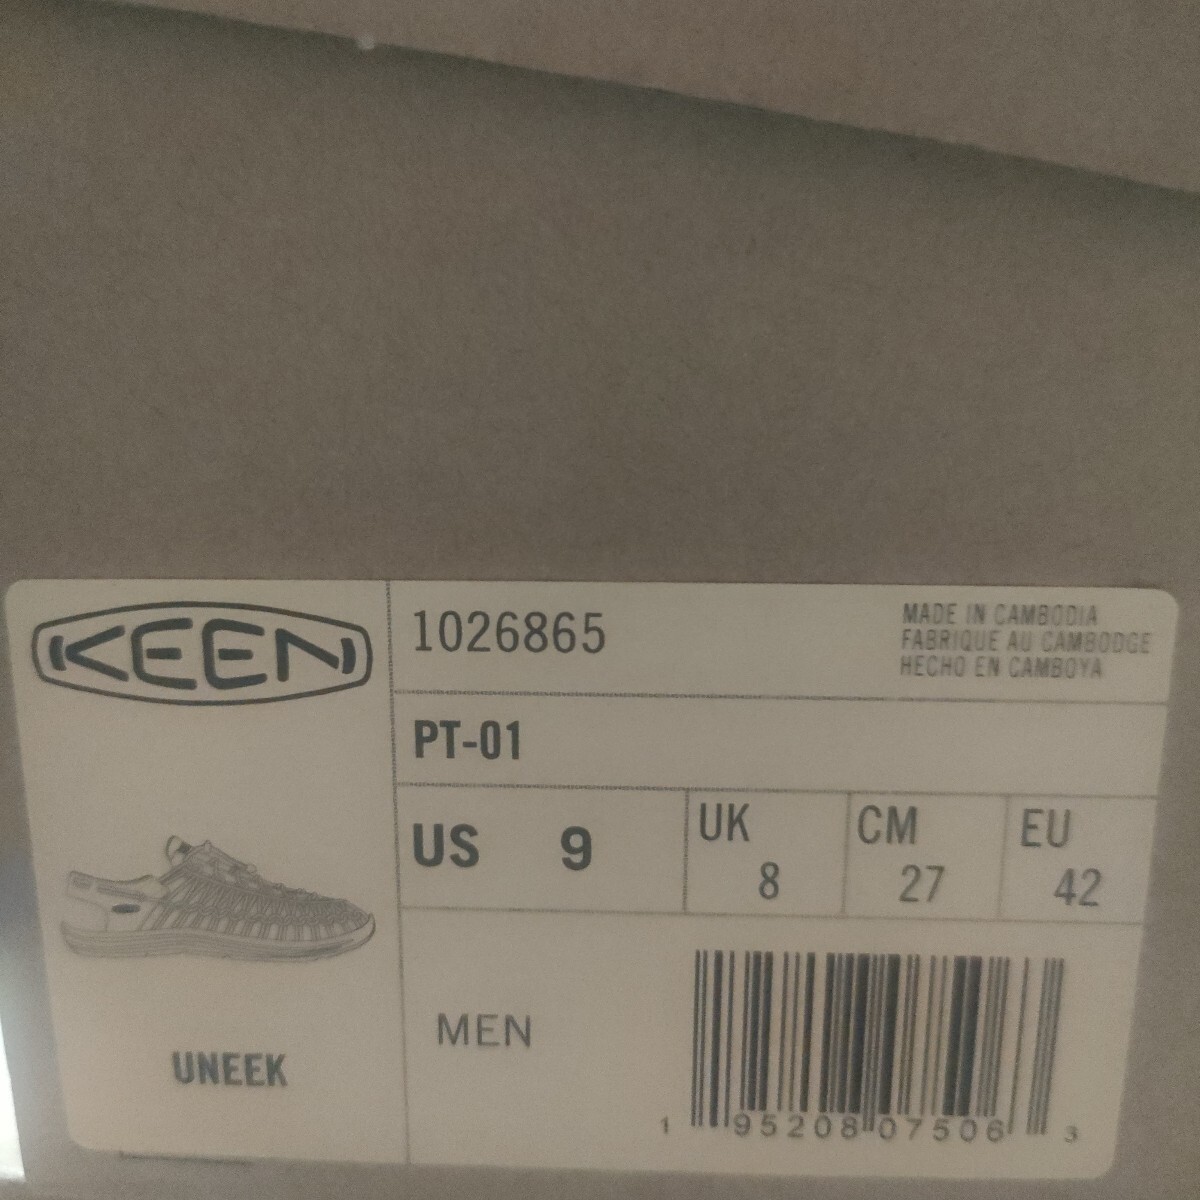 KEEN
1026865
MADE IN CAMBODIA
FABRIQUE AU CAMBODGE
HECHO EN CAMBOYA
PT-01
US 9
UK 8
CM 27
EU 42
UNEEK
MEN
1 95208 07506 3